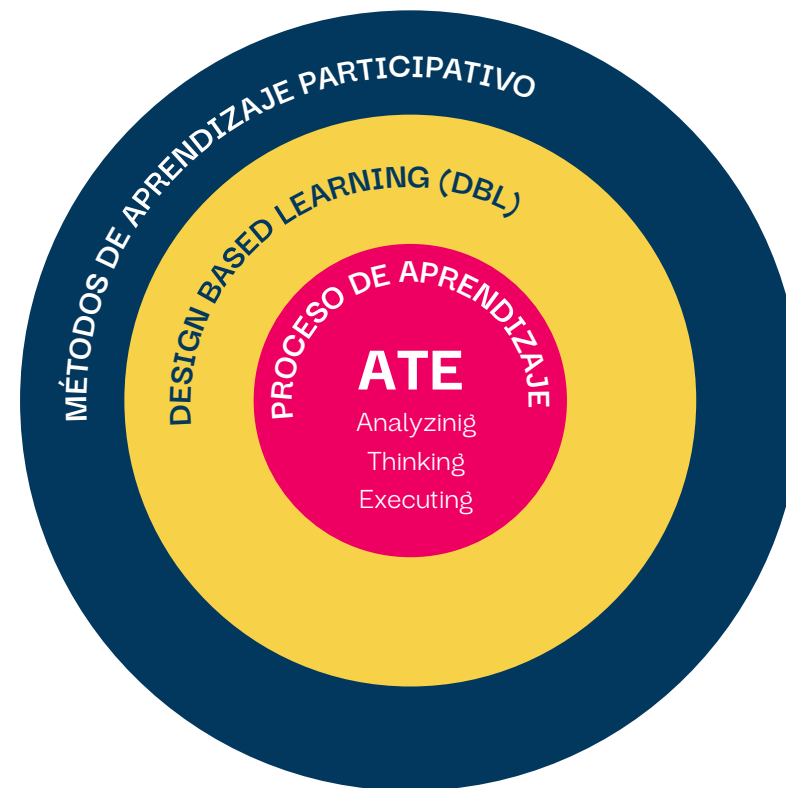 MÉTODOS DE APRENDIZAJE PARTICIPATIVO
DESIGN BASED LEARNING (DBL)
PROCESO DE APRENDIZAJE
ATE
Analyzinig
Thinking
Executing